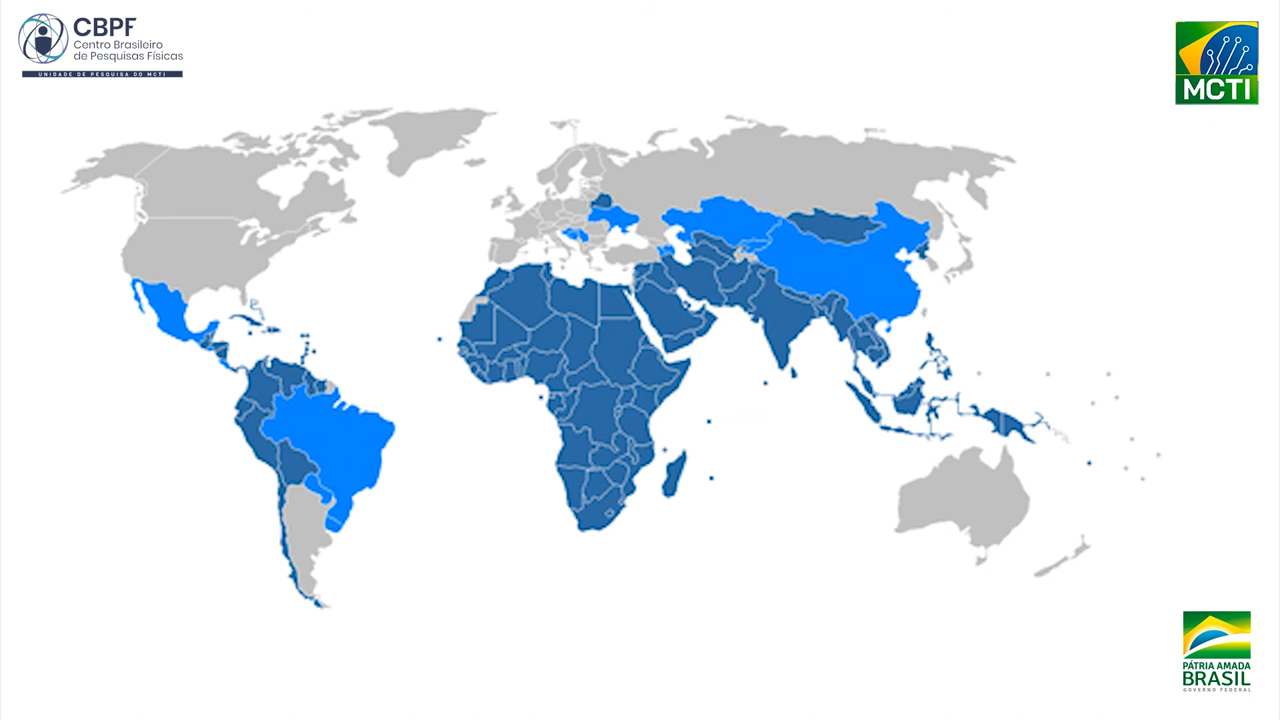 CBPF
Centro Brasileiro
de Pesquisas Físicas
UNIDADE DE PESQUISA DO MCTI
MCTI
PÁTRIA AMADA
BRASIL
GOVERNO FEDERAL